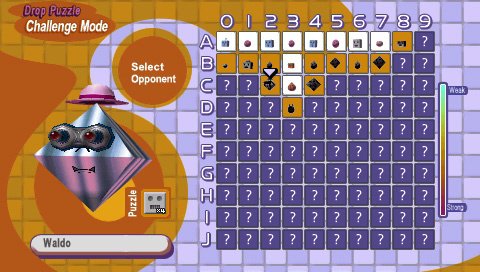 Drop Puzzle
Challenge Mode
Select
Opponent
0 1 2 3 4 5 6 7 8 9
A ?
B ? ?
C ? ? ? ? ? ? ?
D ? ? ? ? ? ? ? ? ?
E ? ? ? ? ? ? ? ? ? ?
F ? ? ? ? ? ? ? ? ? ?
G ? ? ? ? ? ? ? ? ? ?
H ? ? ? ? ? ? ? ? ? ?
I ? ? ? ? ? ? ? ? ? ?
J ? ? ? ? ? ? ? ? ? ?
Weak
Strong
Puzzle
x4
Waldo